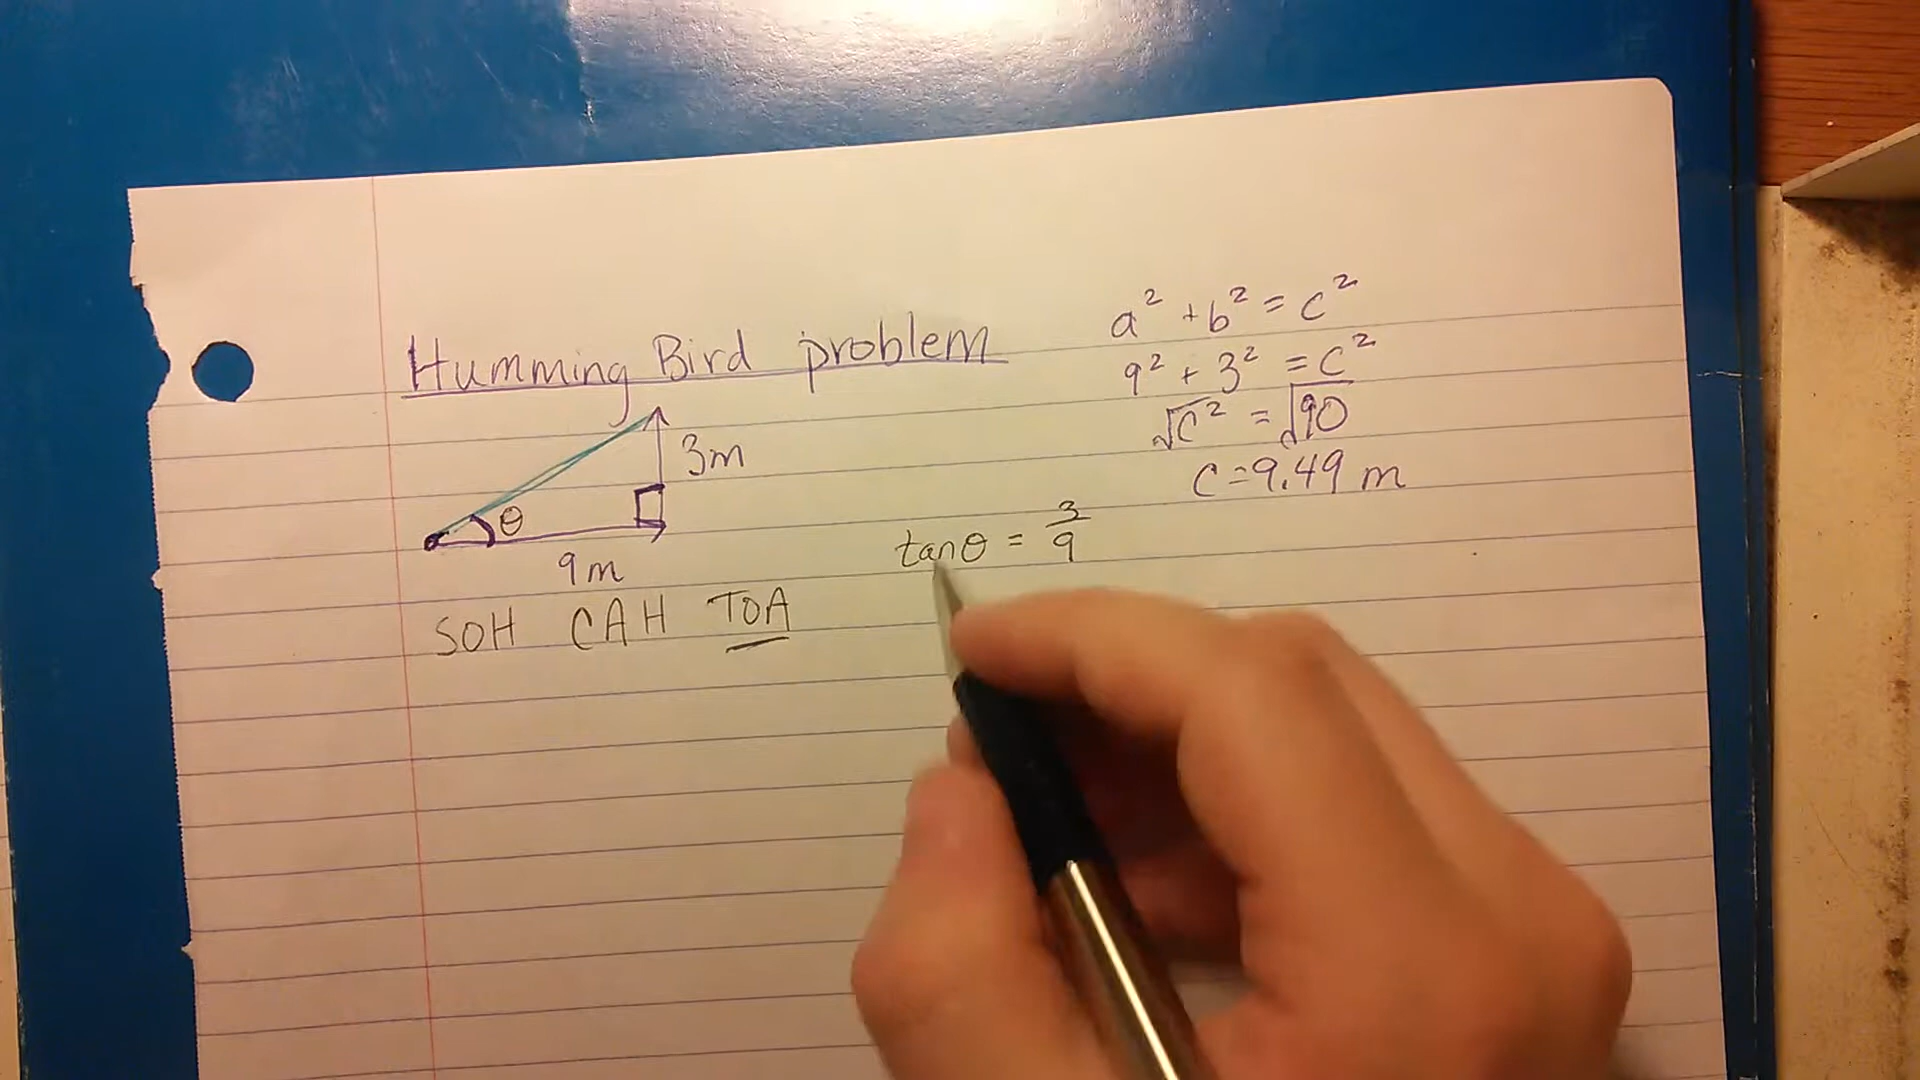 Humming Bird problem
3m
θ
9m
SOH CAH TOA
a² + b² = c²
9² + 3² = c²
√c² = √90
c=9.49 m
tanθ = 3/9